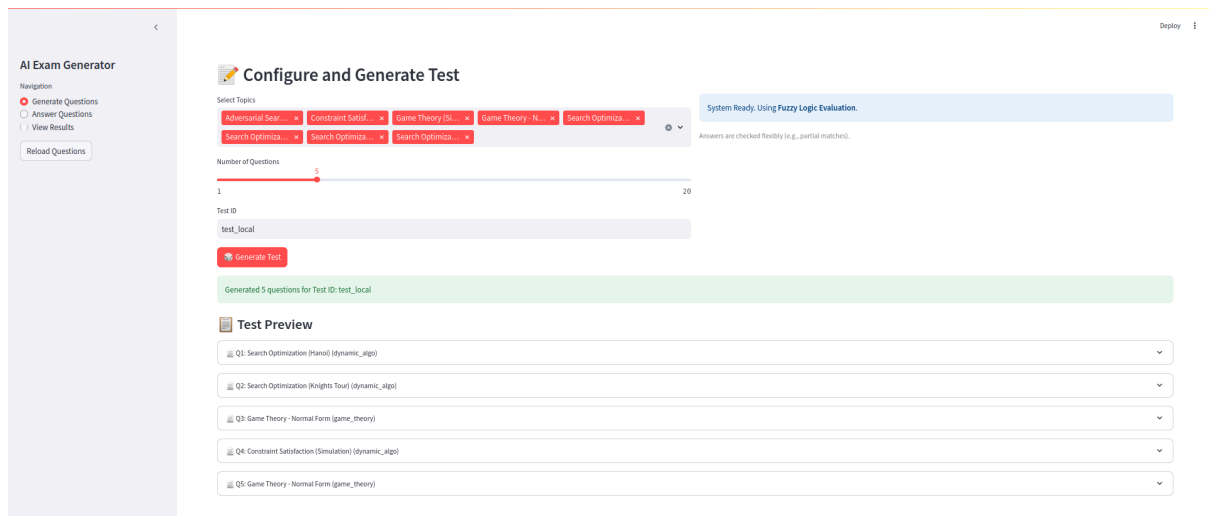 Deploy
AI Exam Generator
Navigation
Generate Questions
Answer Questions
View Results
Reload Questions
Configure and Generate Test
Select Topics
Adversarial Sear... × Constraint Satisf... × Game Theory (Si... × Game Theory - N... × Search Optimiza... ×
Search Optimiza... × Search Optimiza... × Search Optimiza... ×
System Ready. Using Fuzzy Logic Evaluation.
Answers are checked flexibly (e.g., partial matches).
Number of Questions
5
1 20
Test ID
test_local
Generate Test
Generated 5 questions for Test ID: test_local
Test Preview
Q1: Search Optimization (Hanoi) (dynamic_algo)
Q2: Search Optimization (Knights Tour) (dynamic_algo)
Q3: Game Theory - Normal Form (game_theory)
Q4: Constraint Satisfaction (Simulation) (dynamic_algo)
Q5: Game Theory - Normal Form (game_theory)